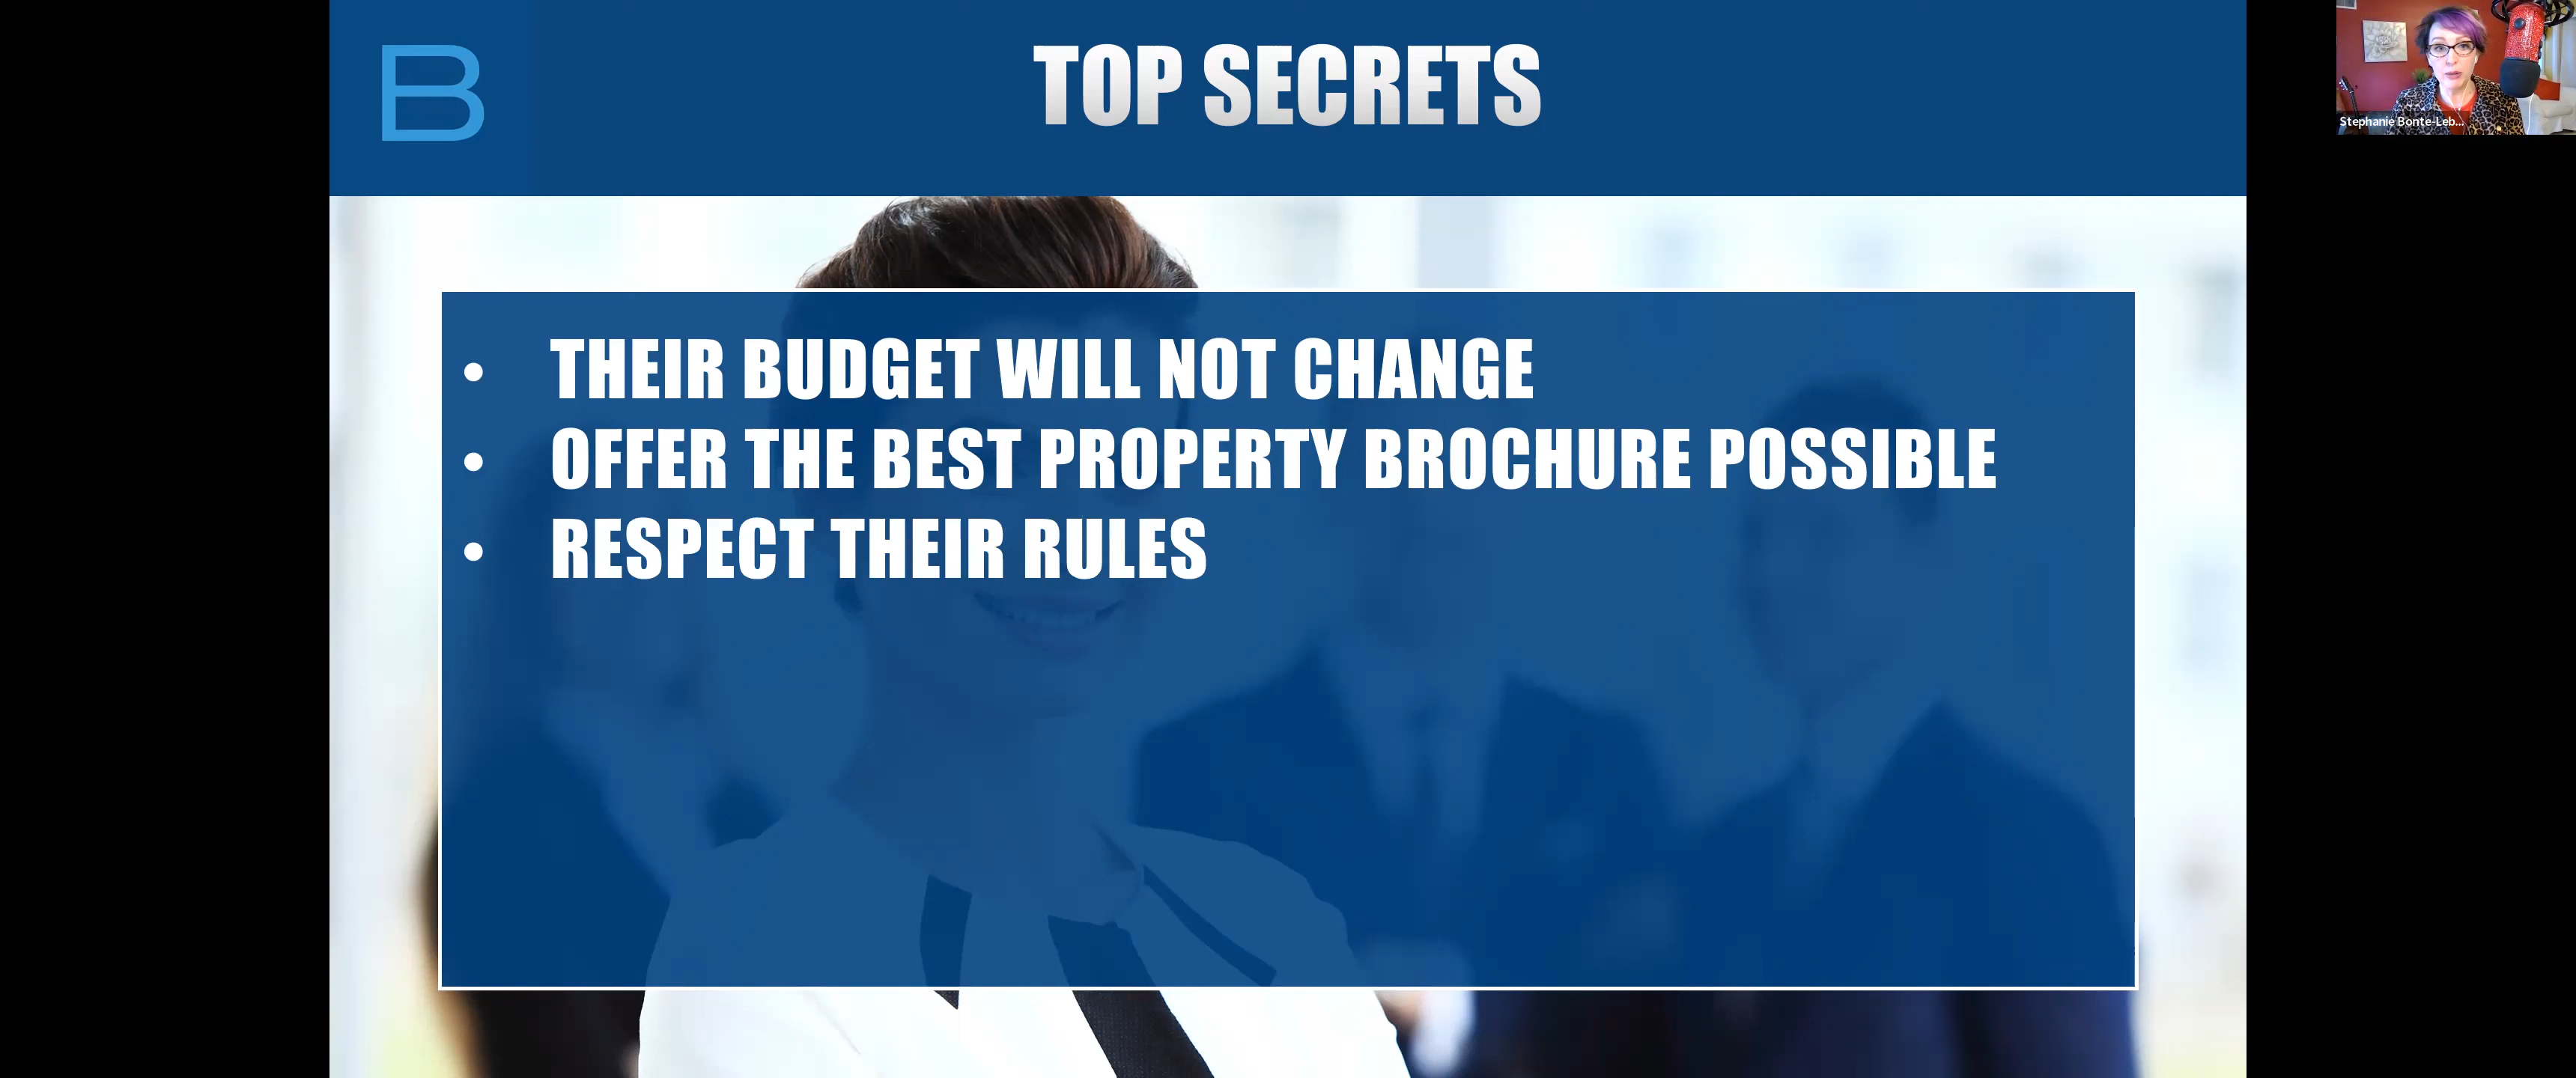 B
TOP SECRETS
Stephanie Bonte-Leb...
• THEIR BUDGET WILL NOT CHANGE
• OFFER THE BEST PROPERTY BROCHURE POSSIBLE
• RESPECT THEIR RULES